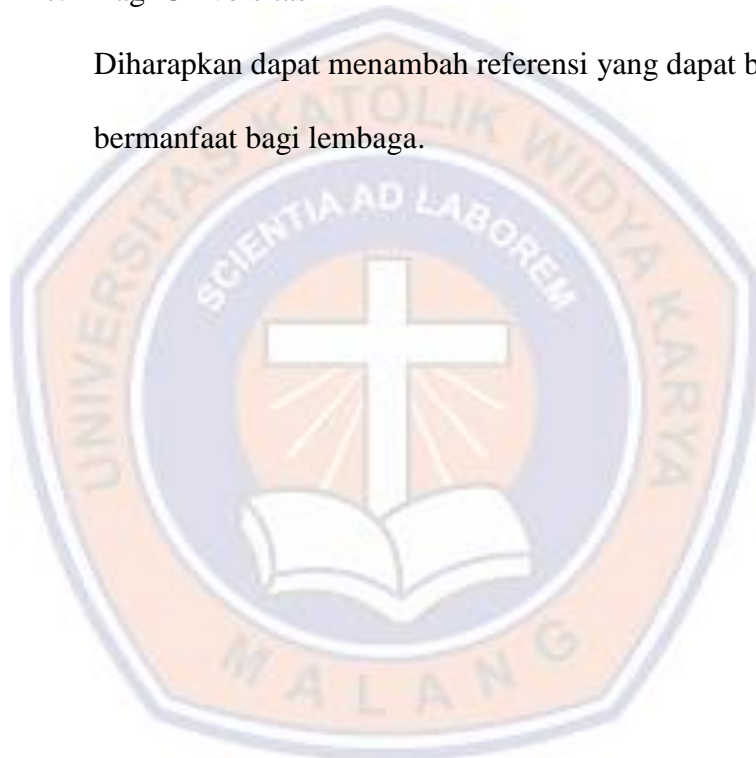 Diharapkan dapat menambah referensi yang dapat
bermanfaat bagi lembaga.
UNIVERSITAS KATOLIK WIDYA KARYA
SCIENTIA AD LABOREM
MALANG